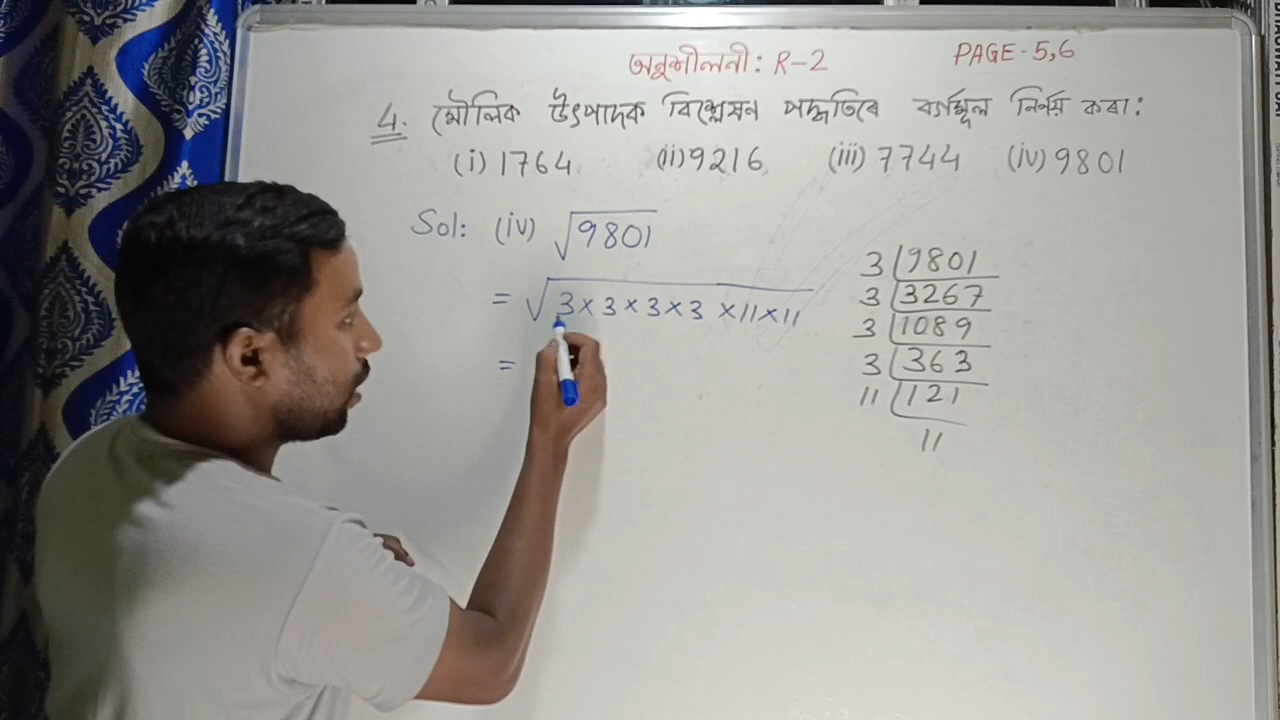 অনুশীলনী: R-2
PAGE-5,6
4. মৌলিক উৎপাদক বিশ্লেষন পদ্ধতিৰে বৰ্গমূল নিৰ্নয় কৰা:
(i) 1764 (ii) 9216 (iii) 7744 (iv) 9801
Sol: (iv) √9801
= √3×3×3×3×11×11
=
3 9801
3 3267
3 1089
3 363
11 121
11